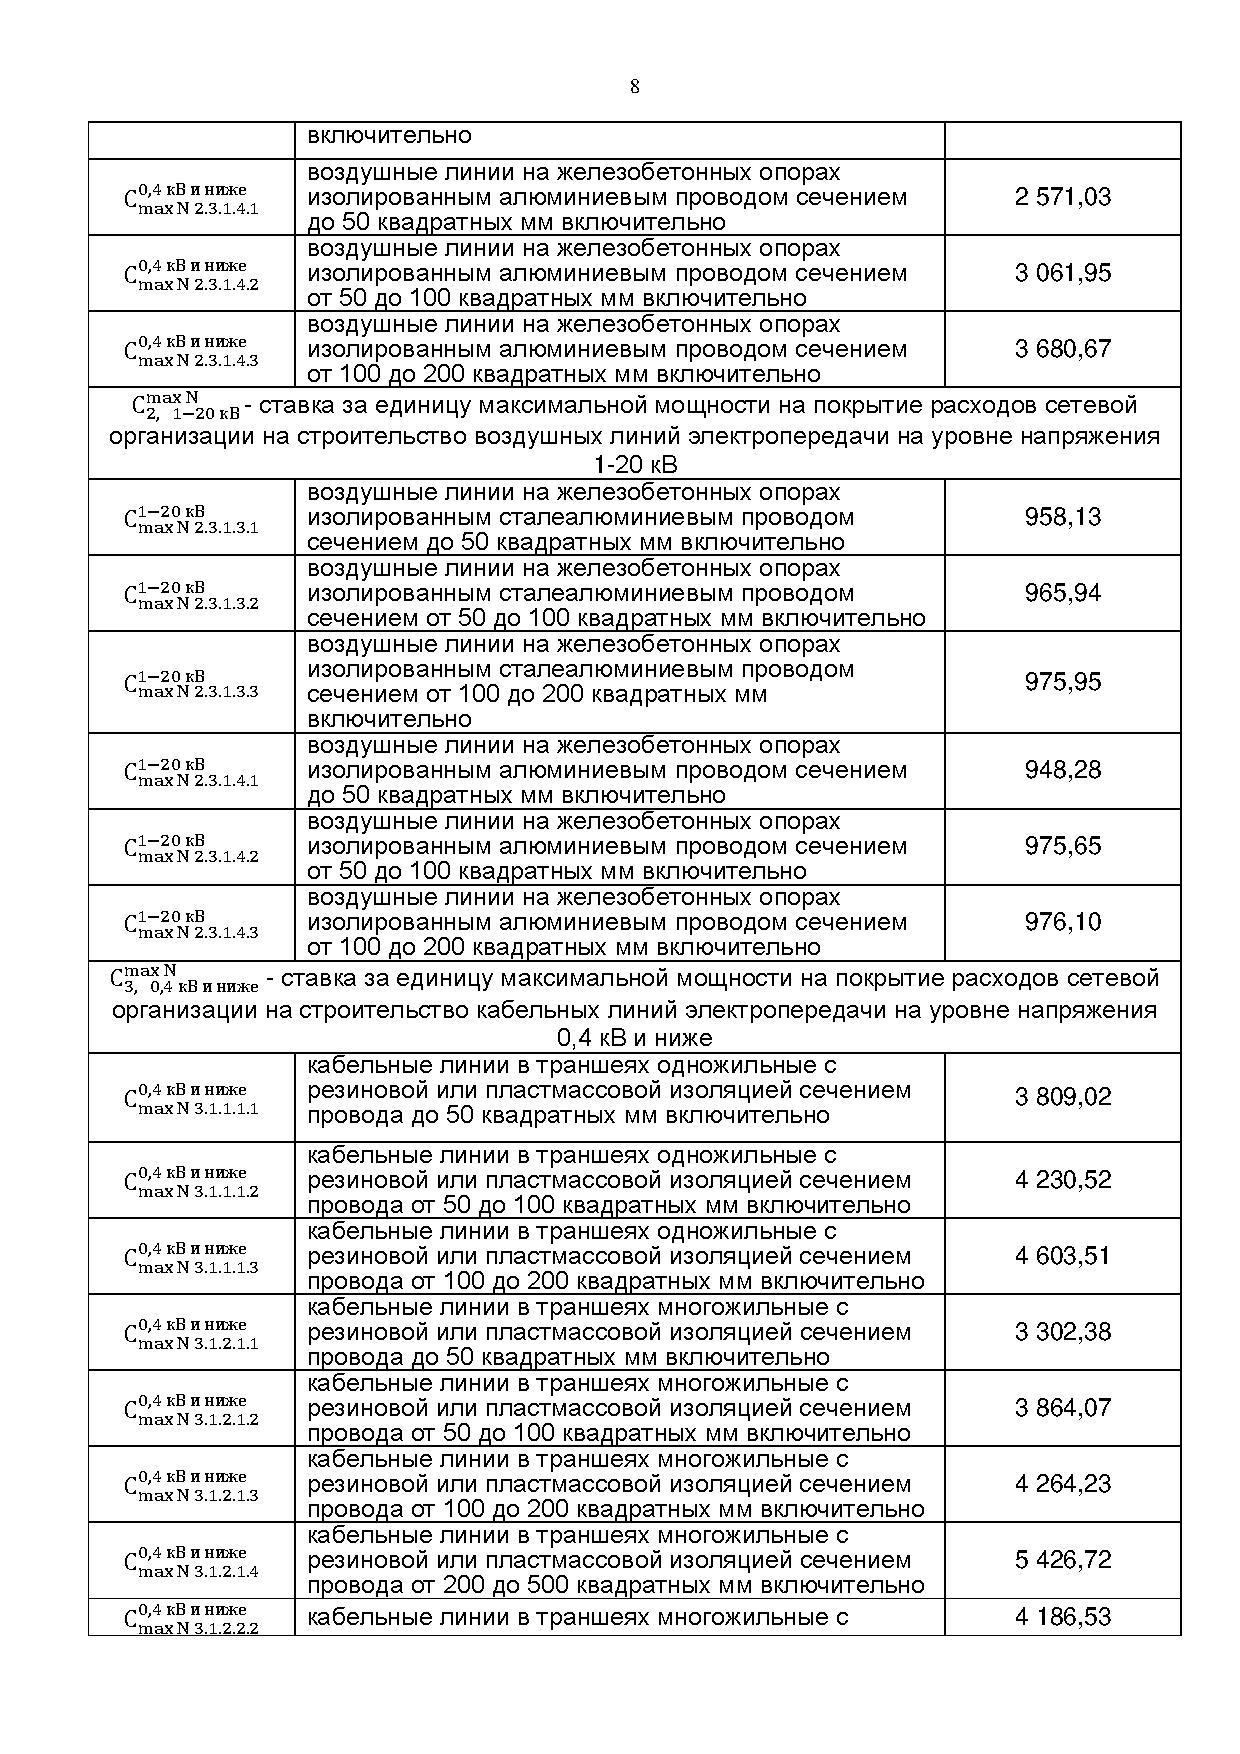 8
включительно
C 0,4 кВ и ниже max N 2.3.1.4.1
воздушные линии на железобетонных опорах
изолированным алюминиевым проводом сечением
до 50 квадратных мм включительно
2 571,03
C 0,4 кВ и ниже max N 2.3.1.4.2
воздушные линии на железобетонных опорах
изолированным алюминиевым проводом сечением
от 50 до 100 квадратных мм включительно
3 061,95
C 0,4 кВ и ниже max N 2.3.1.4.3
воздушные линии на железобетонных опорах
изолированным алюминиевым проводом сечением
от 100 до 200 квадратных мм включительно
3 680,67
C max N 2, 1−20 кВ - ставка за единицу максимальной мощности на покрытие расходов сетевой
организации на строительство воздушных линий электропередачи на уровне напряжения
1-20 кВ
C 1−20 кВ max N 2.3.1.3.1
воздушные линии на железобетонных опорах
изолированным сталеалюминиевым проводом
сечением до 50 квадратных мм включительно
958,13
C 1−20 кВ max N 2.3.1.3.2
воздушные линии на железобетонных опорах
изолированным сталеалюминиевым проводом
сечением от 50 до 100 квадратных мм включительно
965,94
C 1−20 кВ max N 2.3.1.3.3
воздушные линии на железобетонных опорах
изолированным сталеалюминиевым проводом
сечением от 100 до 200 квадратных мм
включительно
975,95
C 1−20 кВ max N 2.3.1.4.1
воздушные линии на железобетонных опорах
изолированным алюминиевым проводом сечением
до 50 квадратных мм включительно
948,28
C 1−20 кВ max N 2.3.1.4.2
воздушные линии на железобетонных опорах
изолированным алюминиевым проводом сечением
от 50 до 100 квадратных мм включительно
975,65
C 1−20 кВ max N 2.3.1.4.3
воздушные линии на железобетонных опорах
изолированным алюминиевым проводом сечением
от 100 до 200 квадратных мм включительно
976,10
C max N 3, 0,4 кВ и ниже - ставка за единицу максимальной мощности на покрытие расходов сетевой
организации на строительство кабельных линий электропередачи на уровне напряжения
0,4 кВ и ниже
C 0,4 кВ и ниже max N 3.1.1.1.1
кабельные линии в траншеях одножильные с
резиновой или пластмассовой изоляцией сечением
провода до 50 квадратных мм включительно
3 809,02
C 0,4 кВ и ниже max N 3.1.1.1.2
кабельные линии в траншеях одножильные с
резиновой или пластмассовой изоляцией сечением
провода от 50 до 100 квадратных мм включительно
4 230,52
C 0,4 кВ и ниже max N 3.1.1.1.3
кабельные линии в траншеях одножильные с
резиновой или пластмассовой изоляцией сечением
провода от 100 до 200 квадратных мм включительно
4 603,51
C 0,4 кВ и ниже max N 3.1.2.1.1
кабельные линии в траншеях многожильные с
резиновой или пластмассовой изоляцией сечением
провода до 50 квадратных мм включительно
3 302,38
C 0,4 кВ и ниже max N 3.1.2.1.2
кабельные линии в траншеях многожильные с
резиновой или пластмассовой изоляцией сечением
провода от 50 до 100 квадратных мм включительно
3 864,07
C 0,4 кВ и ниже max N 3.1.2.1.3
кабельные линии в траншеях многожильные с
резиновой или пластмассовой изоляцией сечением
провода от 100 до 200 квадратных мм включительно
4 264,23
C 0,4 кВ и ниже max N 3.1.2.1.4
кабельные линии в траншеях многожильные с
резиновой или пластмассовой изоляцией сечением
провода от 200 до 500 квадратных мм включительно
5 426,72
C 0,4 кВ и ниже max N 3.1.2.2.2
кабельные линии в траншеях многожильные с
4 186,53